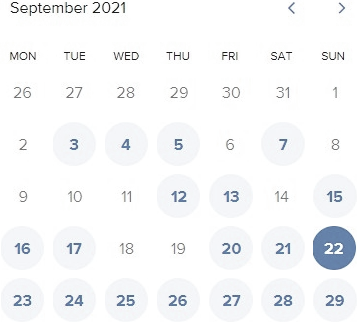 September 2021
MON TUE WED THU FRI SAT SUN
26 27 28 29 30 31 1
2 3 4 5 6 7 8
9 10 11 12 13 14 15
16 17 18 19 20 21 22
23 24 25 26 27 28 29